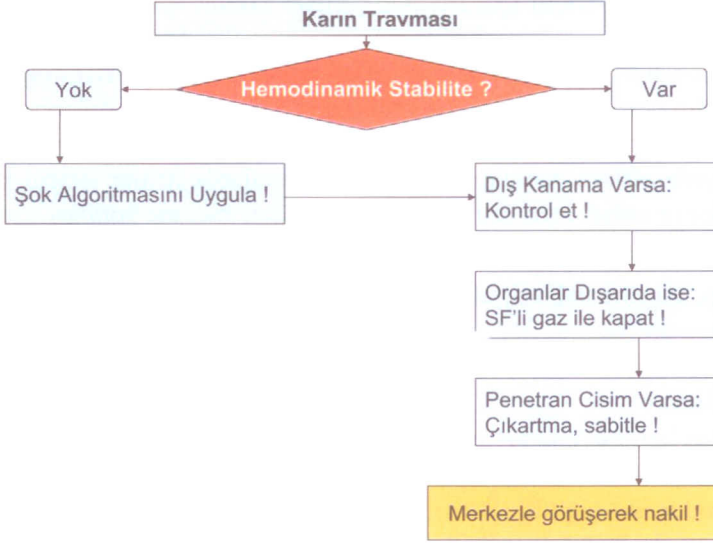 Karın Travması
Hemodinamik Stabilite ?
Yok
Var
Şok Algoritmasını Uygula !
Dış Kanama Varsa:
Kontrol et !
Organlar Dışarıda ise:
SF'li gaz ile kapat !
Penetran Cisim Varsa:
Çıkartma, sabitle !
Merkezle görüşerek nakil !